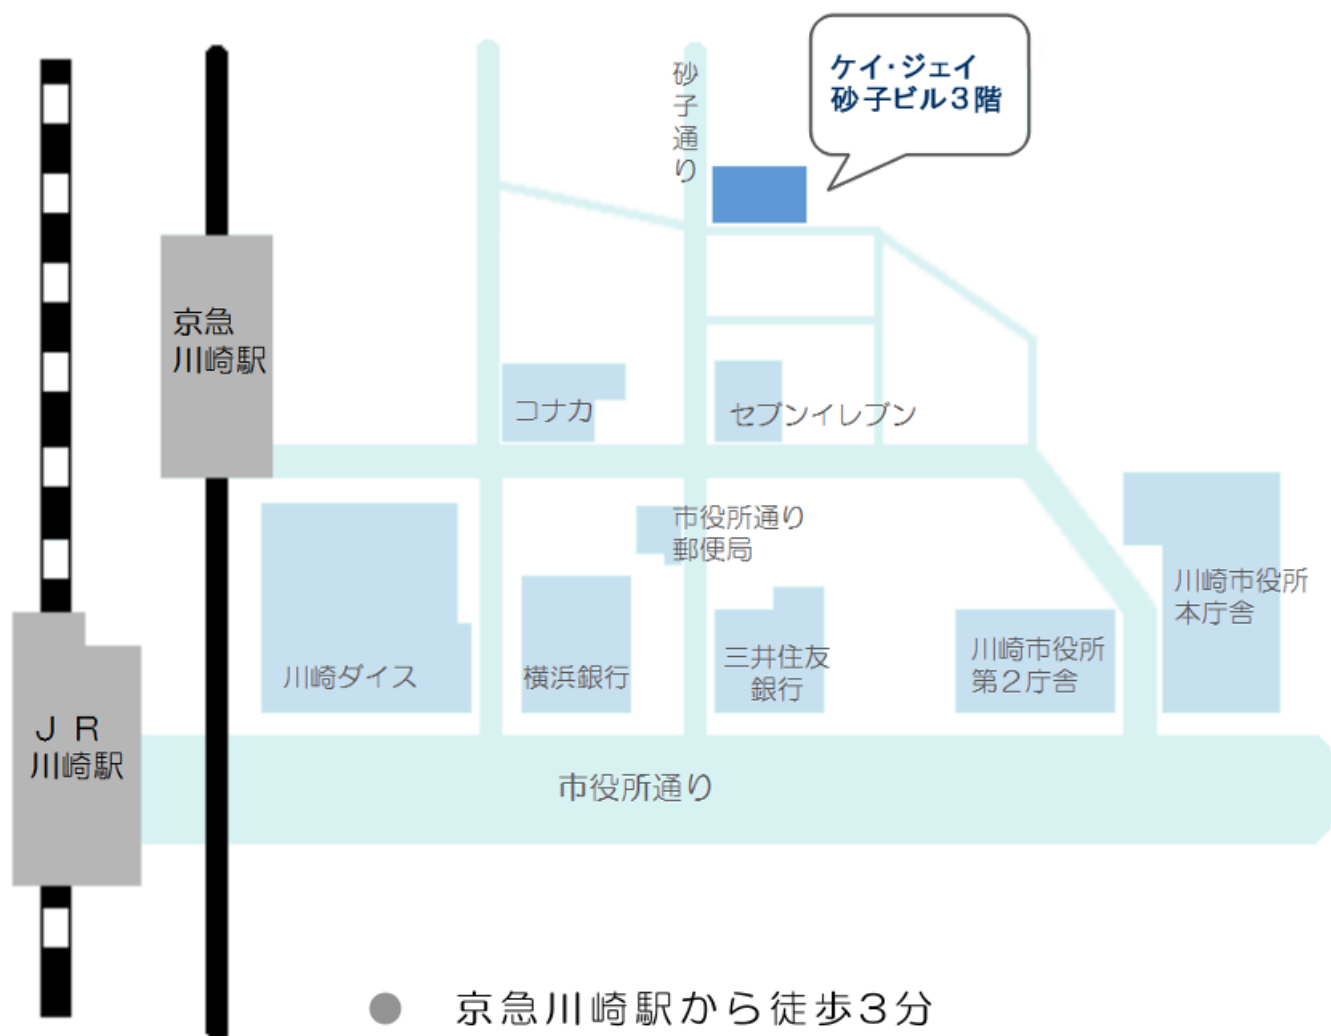 ケイ・ジェイ
砂子ビル3階
砂子通り
京急
川崎駅
コナカ
セブンイレブン
市役所通り
郵便局
川崎市役所
本庁舎
川崎ダイス
横浜銀行
三井住友
銀行
川崎市役所
第2庁舎
JR
川崎駅
市役所通り
● 京急川崎駅から徒歩3分